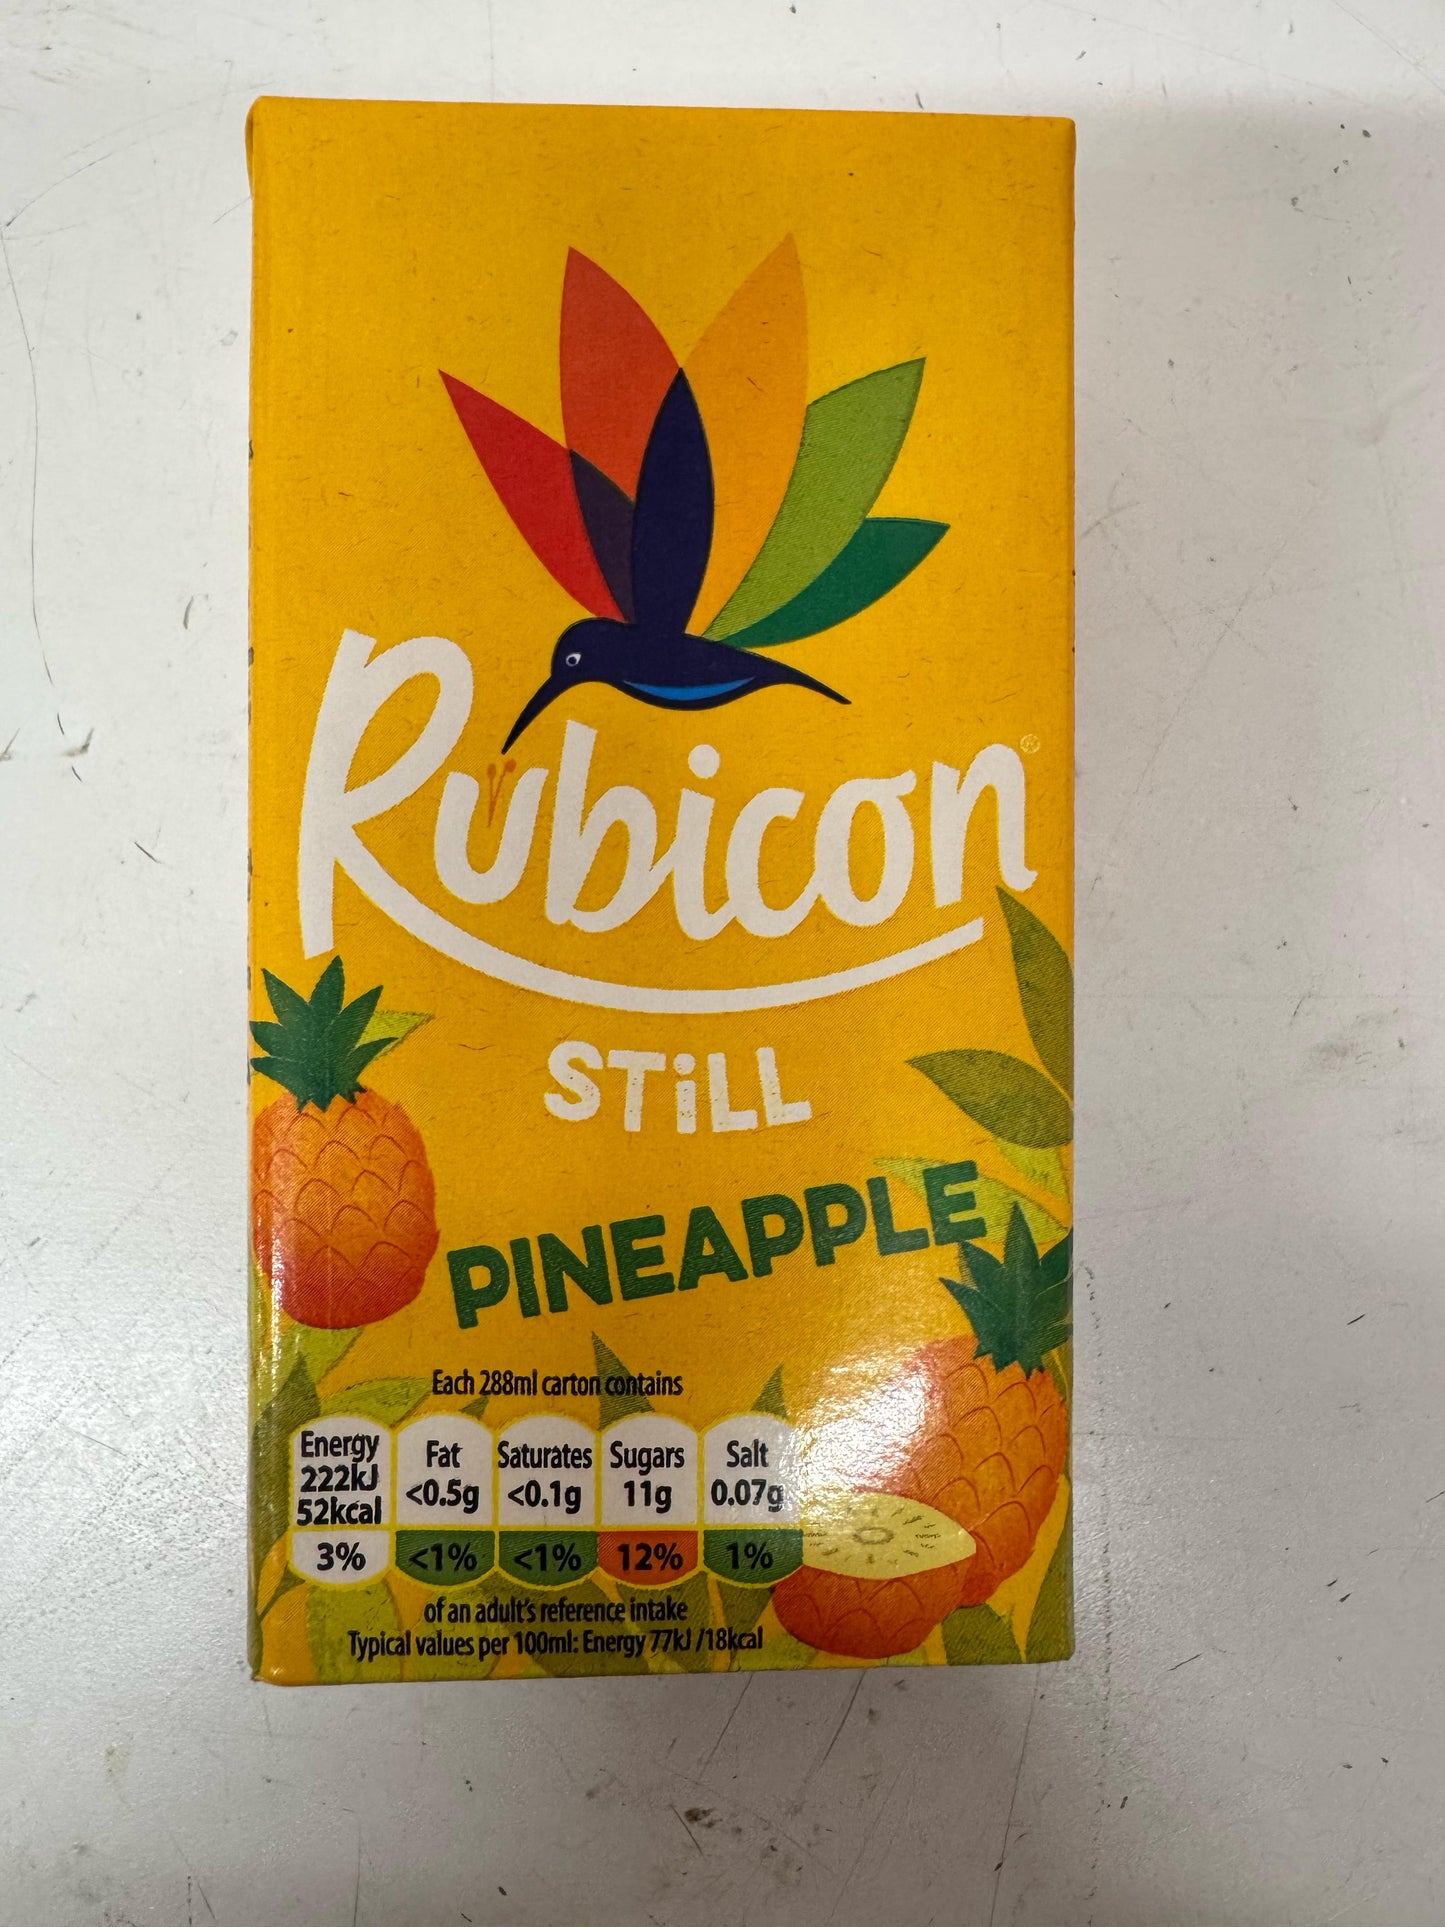 Rubicon®
STiLL
PINEAPPLE
Each 288ml carton contains
Energy 222kJ 52kcal 3%
Fat <0.5g <1%
Saturates <0.1g <1%
Sugars 11g 12%
Salt 0.07g 1%
of an adult's reference intake
Typical values per 100ml: Energy 77kJ /18kcal